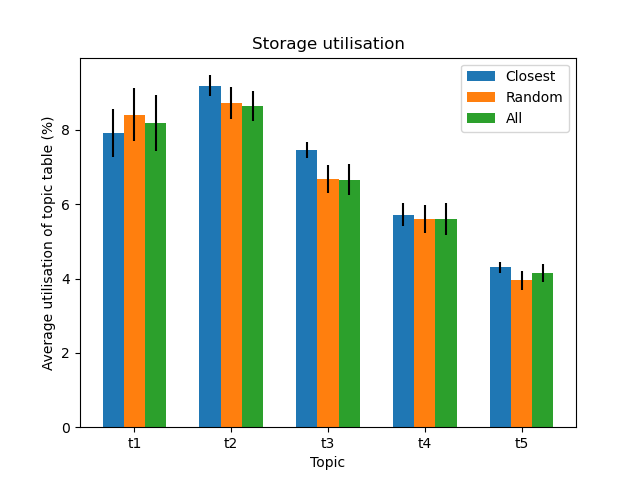 Storage utilisation
Closest
Random
All
Average utilisation of topic table (%)
8
6
4
2
0
t1 t2 t3 t4 t5
Topic